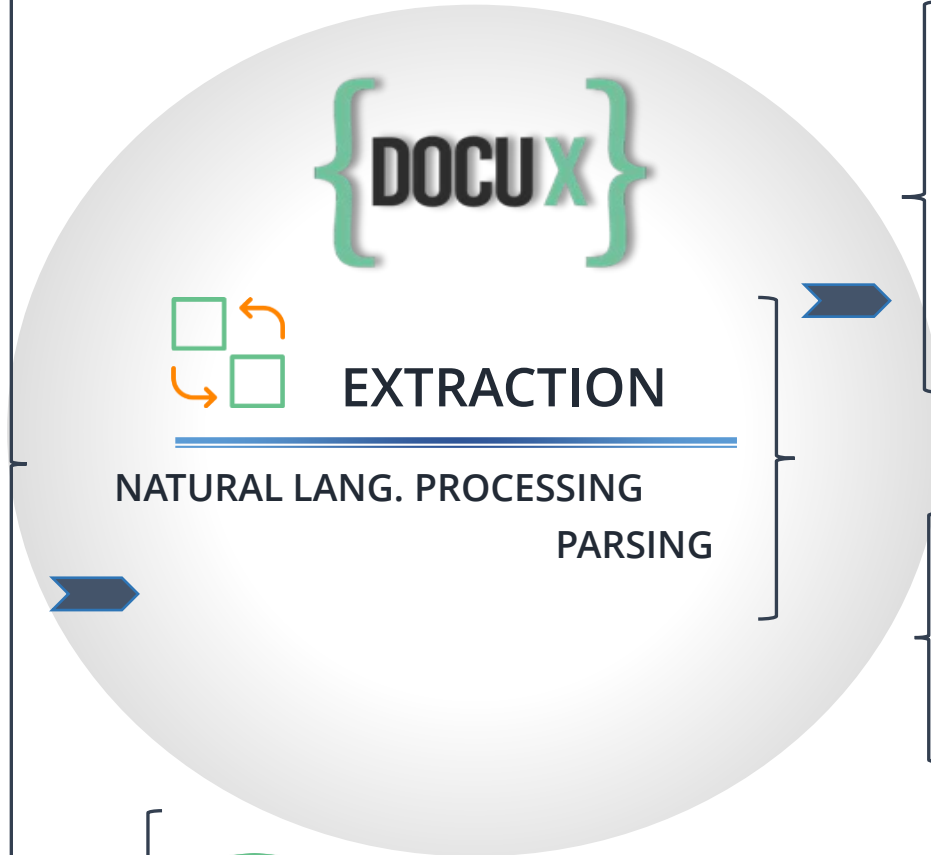 {DOCUX}
EXTRACTION
NATURAL LANG. PROCESSING
PARSING